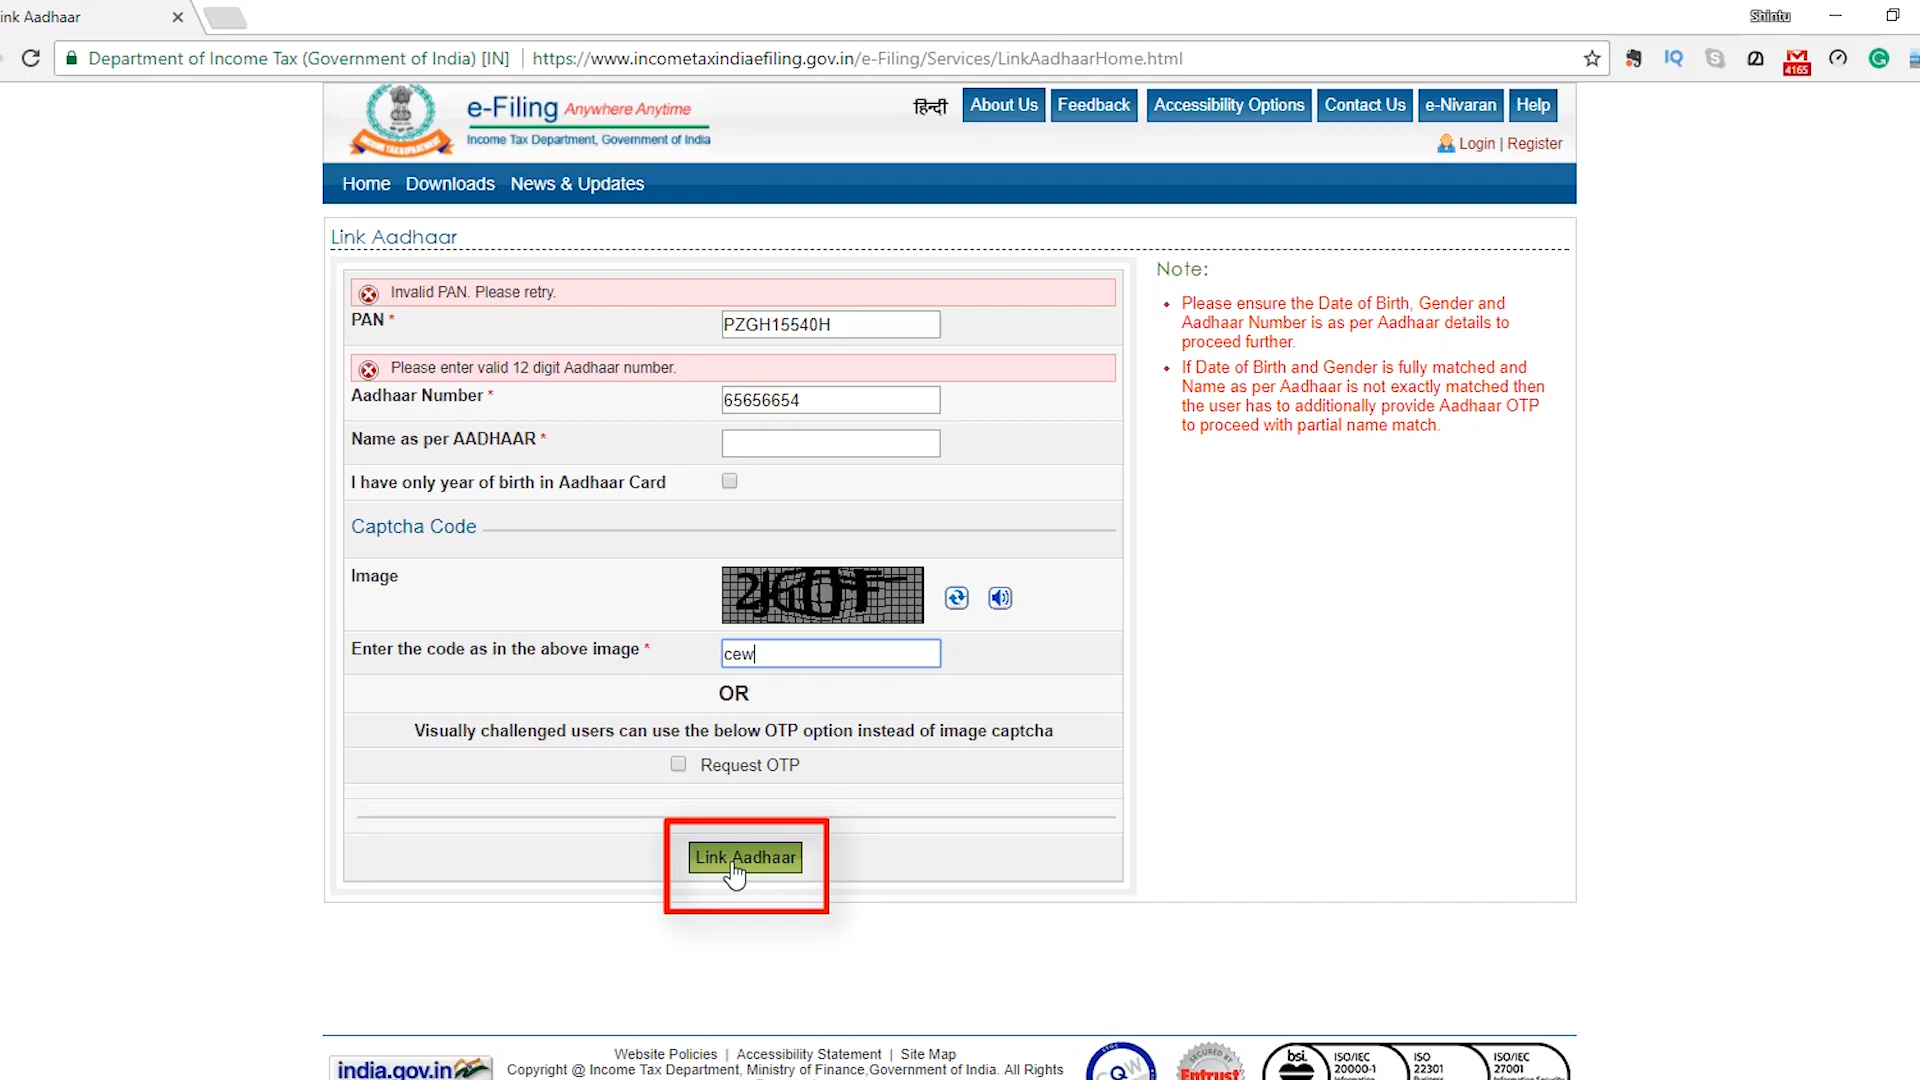 ink Aadhaar
Shintu
Department of Income Tax (Government of India) [IN]
https://www.incometaxindiaefiling.gov.in/e-Filing/Services/LinkAadhaarHome.html
IQ
4165
e-Filing Anywhere Anytime
Income Tax Department, Government of India
हिन्दी About Us Feedback Accessibility Options Contact Us e-Nivaran Help
Login | Register
Home Downloads News & Updates
Link Aadhaar
Invalid PAN. Please retry.
PAN * PZGH15540H
Please enter valid 12 digit Aadhaar number.
Aadhaar Number * 65656654
Name as per AADHAAR *
I have only year of birth in Aadhaar Card
Captcha Code
Image
Enter the code as in the above image * cew
OR
Visually challenged users can use the below OTP option instead of image captcha
Request OTP
Link Aadhaar
Note:
Please ensure the Date of Birth, Gender and
Aadhaar Number is as per Aadhaar details to
proceed further.
If Date of Birth and Gender is fully matched and
Name as per Aadhaar is not exactly matched then
the user has to additionally provide Aadhaar OTP
to proceed with partial name match.
india.gov.in
Website Policies | Accessibility Statement | Site Map
Copyright @ Income Tax Department, Ministry of Finance,Government of India. All Rights
CQW
SECURED BY
Entrust
bsi.
ISO/IEC
20000-1
ISO
22301
ISO/IEC
27001